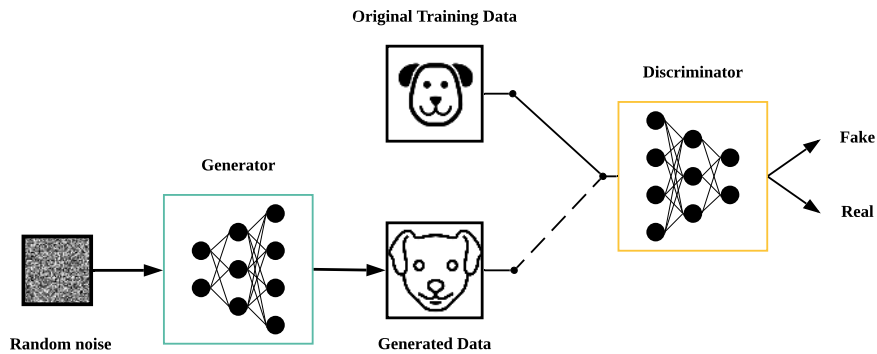 Original Training Data
Discriminator
Fake
Generator
Real
Random noise
Generated Data